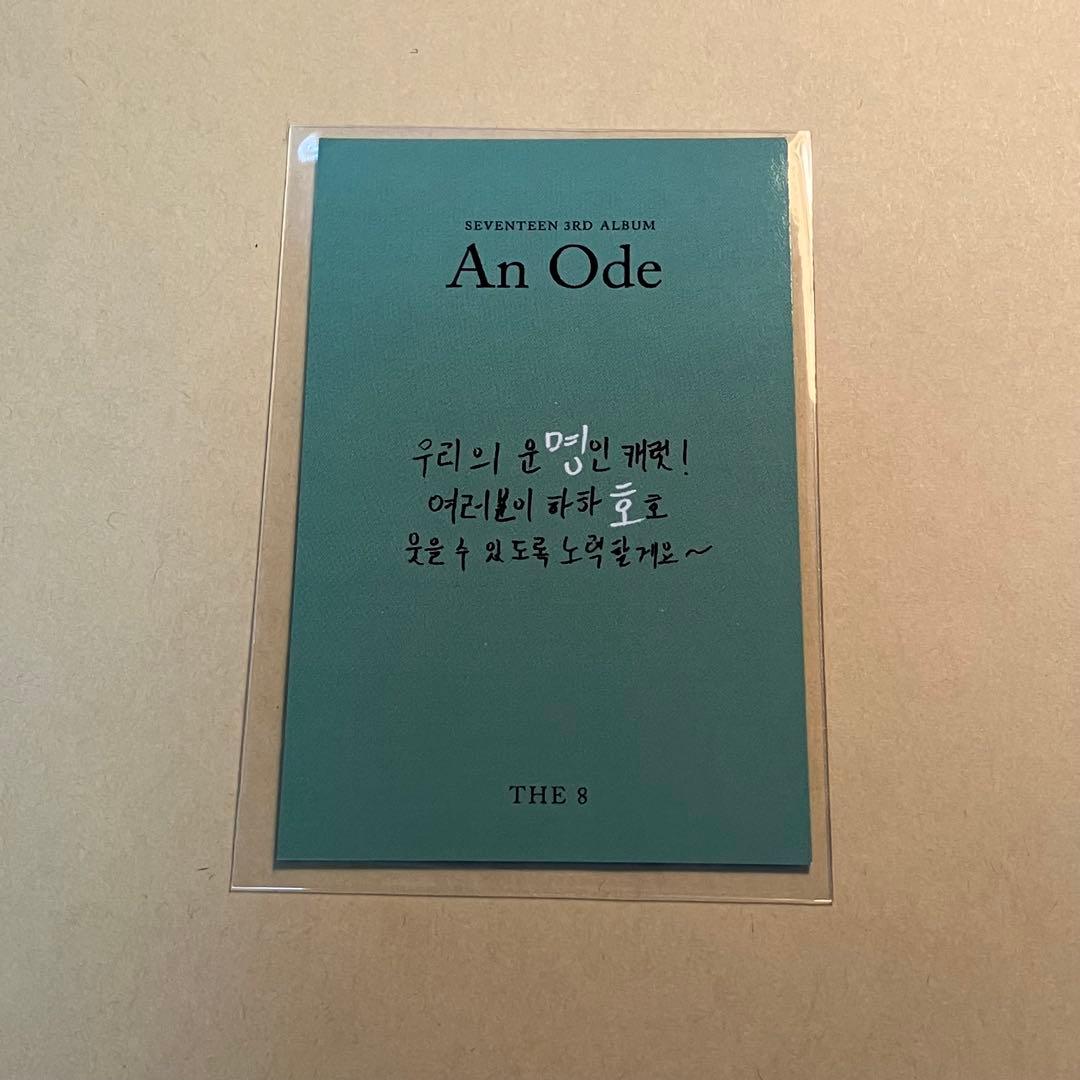 SEVENTEEN 3RD ALBUM
An Ode
우리의 운명인 캐럿!
여러분이 하하 호호
웃을 수 있도록 노력할게요~
THE 8